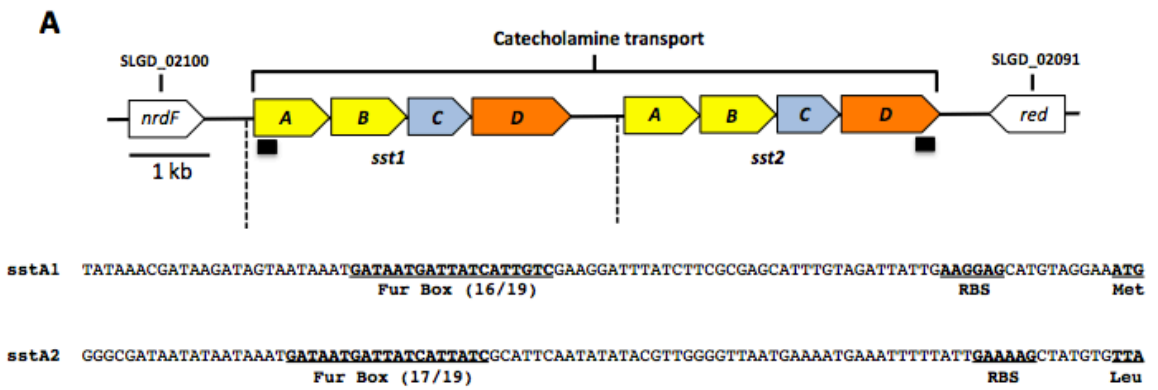 A
Catecholamine transport
SLGD_02100
SLGD_02091
nrdF A B C D A B C D red
1 kb
sst1
sst2
sstA1 TATAAACGATAAGATAGTAATAAATGATAATGATTATCATTGTCGAAGGATTTATCTTCGCGAGCATTTGTAGATTATTGAAGGAGCATGTAGGAAATG
Fur Box (16/19) RBS Met
sstA2 GGGCGATAATATAATAAATGATAATGATTATCATTATCGCATTCAATATATACGTTGGGGTTAATGAAAATGAAATTTTTATTGAAAAGCTATGTGTTA
Fur Box (17/19) RBS Leu